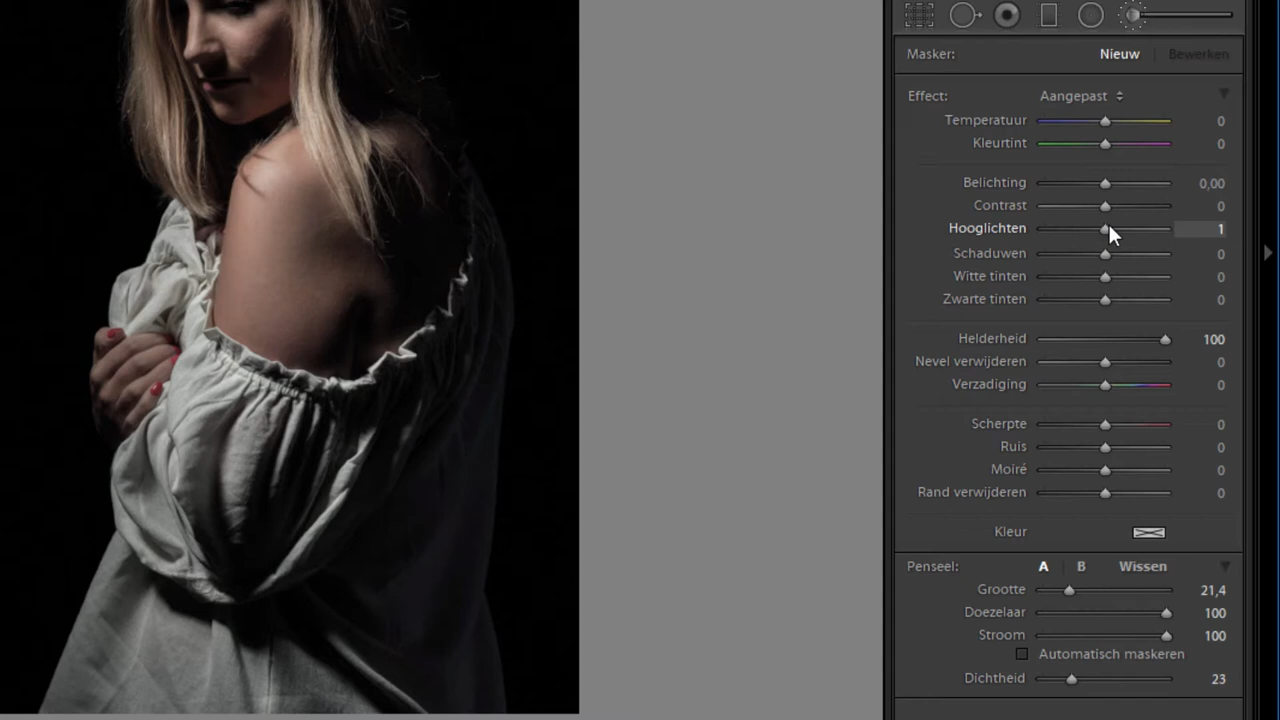 Masker: Nieuw Bewerken
Effect: Aangepast
Temperatuur 0
Kleurtint 0
Belichting 0,00
Contrast 0
Hooglichten 1
Schaduwen 0
Witte tinten 0
Zwarte tinten 0
Helderheid 100
Nevel verwijderen 0
Verzadiging 0
Scherpte 0
Ruis 0
Moiré 0
Rand verwijderen 0
Kleur
Penseel: A B Wissen
Grootte 21,4
Doezelaar 100
Stroom 100
Automatisch maskeren
Dichtheid 23